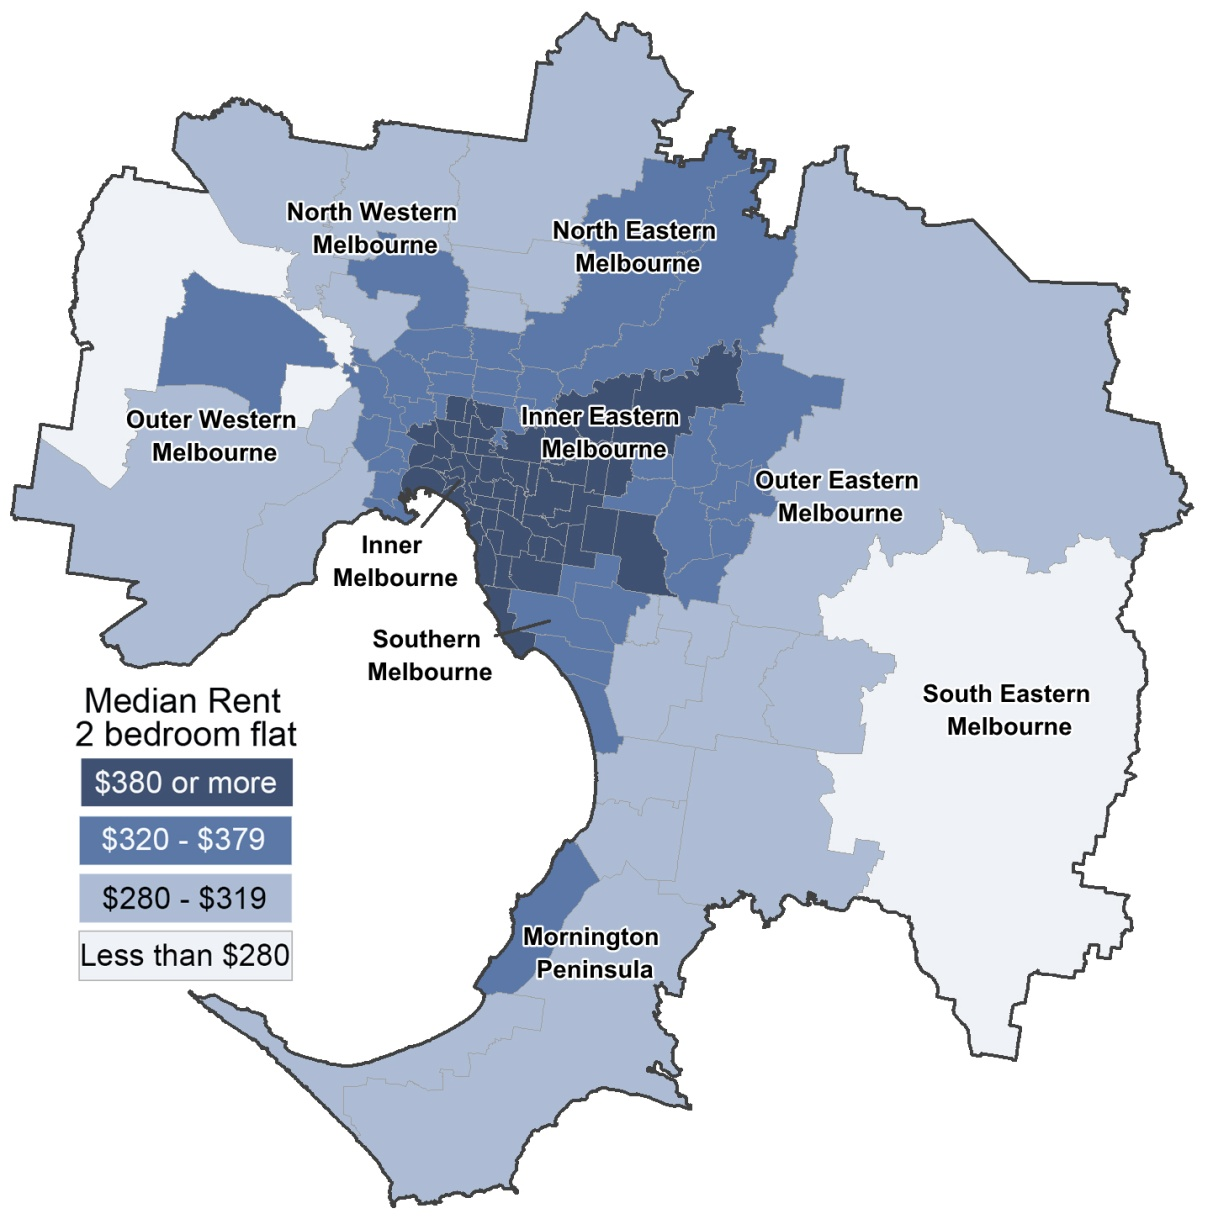 North Western
Melbourne
North Eastern
Melbourne
Outer Western
Melbourne
Inner Eastern
Melbourne
Outer Eastern
Melbourne
Inner
Melbourne
Southern
Melbourne
South Eastern
Melbourne
Median Rent
2 bedroom flat
$380 or more
$320 - $379
$280 - $319
Less than $280
Mornington
Peninsula